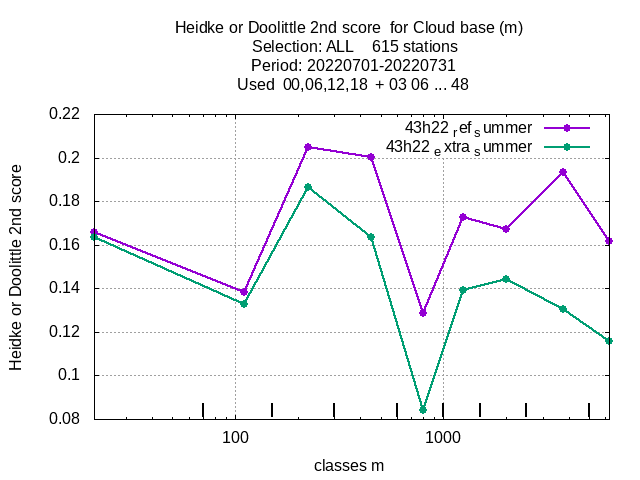 Heidke or Doolittle 2nd score  for Cloud base (m)
Selection: ALL    615 stations
Period: 20220701-20220731
Used  00,06,12,18  + 03 06 ... 48
43h22 ref summer
43h22 extra summer
0.22
0.2
0.18
0.16
0.14
0.12
0.1
0.08
Heidke or Doolittle 2nd score
100
1000
classes m